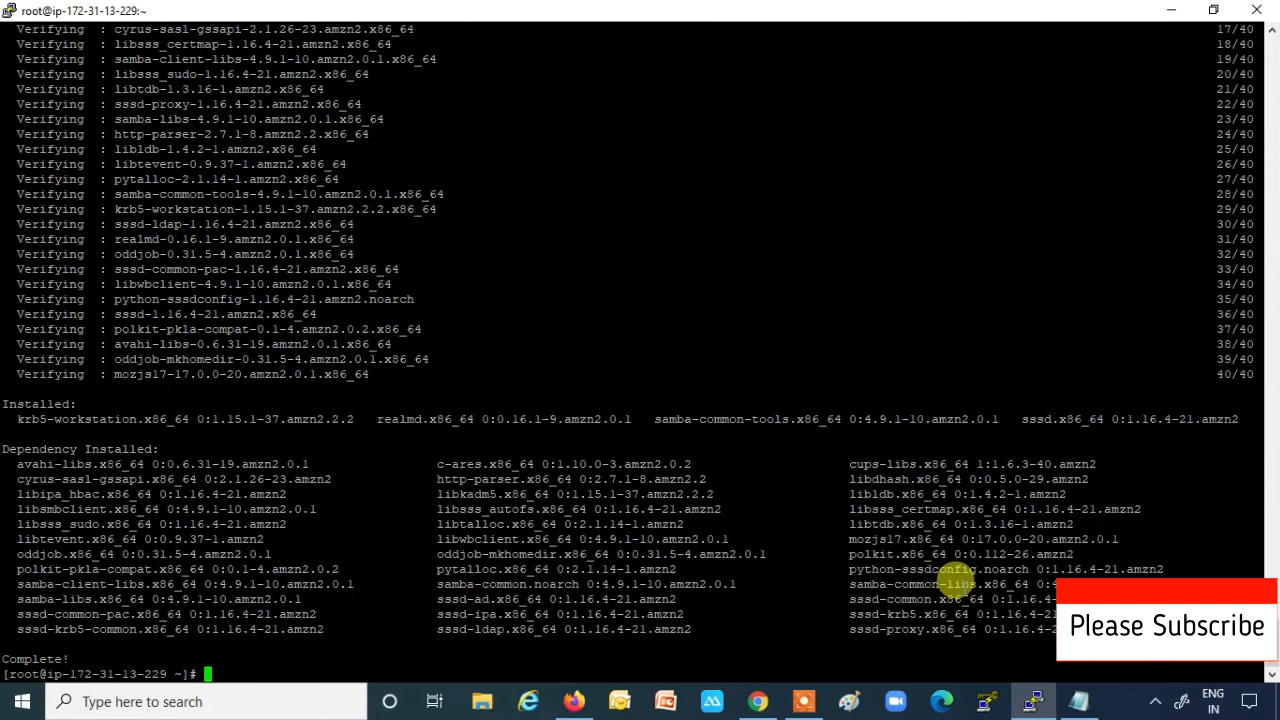 root@ip-172-31-13-229:~
Verifying : cyrus-sasl-gssapi-2.1.26-23.amzn2.x86_64 17/40
Verifying : libsss_certmap-1.16.4-21.amzn2.x86_64 18/40
Verifying : samba-client-libs-4.9.1-10.amzn2.0.1.x86_64 19/40
Verifying : libsss_sudo-1.16.4-21.amzn2.x86_64 20/40
Verifying : libtdb-1.3.16-1.amzn2.x86_64 21/40
Verifying : sssd-proxy-1.16.4-21.amzn2.x86_64 22/40
Verifying : samba-libs-4.9.1-10.amzn2.0.1.x86_64 23/40
Verifying : http-parser-2.7.1-8.amzn2.2.x86_64 24/40
Verifying : libldb-1.4.2-1.amzn2.x86_64 25/40
Verifying : libtevent-0.9.37-1.amzn2.x86_64 26/40
Verifying : pytalloc-2.1.14-1.amzn2.x86_64 27/40
Verifying : samba-common-tools-4.9.1-10.amzn2.0.1.x86_64 28/40
Verifying : krb5-workstation-1.15.1-37.amzn2.2.2.x86_64 29/40
Verifying : sssd-ldap-1.16.4-21.amzn2.x86_64 30/40
Verifying : realmd-0.16.1-9.amzn2.0.1.x86_64 31/40
Verifying : oddjob-0.31.5-4.amzn2.0.1.x86_64 32/40
Verifying : sssd-common-pac-1.16.4-21.amzn2.x86_64 33/40
Verifying : libwbclient-4.9.1-10.amzn2.0.1.x86_64 34/40
Verifying : python-sssdconfig-1.16.4-21.amzn2.noarch 35/40
Verifying : sssd-1.16.4-21.amzn2.x86_64 36/40
Verifying : polkit-pkla-compat-0.1-4.amzn2.0.2.x86_64 37/40
Verifying : avahi-libs-0.6.31-19.amzn2.0.1.x86_64 38/40
Verifying : oddjob-mkhomedir-0.31.5-4.amzn2.0.1.x86_64 39/40
Verifying : mozjs17-17.0.0-20.amzn2.0.1.x86_64 40/40
Installed:
krb5-workstation.x86_64 0:1.15.1-37.amzn2.2.2 realmd.x86_64 0:0.16.1-9.amzn2.0.1 samba-common-tools.x86_64 0:4.9.1-10.amzn2.0.1 sssd.x86_64 0:1.16.4-21.amzn2
Dependency Installed:
avahi-libs.x86_64 0:0.6.31-19.amzn2.0.1 c-ares.x86_64 0:1.10.0-3.amzn2.0.2 cups-libs.x86_64 1:1.6.3-40.amzn2
cyrus-sasl-gssapi.x86_64 0:2.1.26-23.amzn2 http-parser.x86_64 0:2.7.1-8.amzn2.2 libdhash.x86_64 0:0.5.0-29.amzn2
libipa_hbac.x86_64 0:1.16.4-21.amzn2 libkadm5.x86_64 0:1.15.1-37.amzn2.2.2 libldb.x86_64 0:1.4.2-1.amzn2
libsmbclient.x86_64 0:4.9.1-10.amzn2.0.1 libsss_autofs.x86_64 0:1.16.4-21.amzn2 libsss_certmap.x86_64 0:1.16.4-21.amzn2
libsss_sudo.x86_64 0:1.16.4-21.amzn2 libtalloc.x86_64 0:2.1.14-1.amzn2 libtdb.x86_64 0:1.3.16-1.amzn2
libtevent.x86_64 0:0.9.37-1.amzn2 libwbclient.x86_64 0:4.9.1-10.amzn2.0.1 mozjs17.x86_64 0:17.0.0-20.amzn2.0.1
oddjob.x86_64 0:0.31.5-4.amzn2.0.1 oddjob-mkhomedir.x86_64 0:0.31.5-4.amzn2.0.1 polkit.x86_64 0:0.112-26.amzn2
polkit-pkla-compat.x86_64 0:0.1-4.amzn2.0.2 pytalloc.x86_64 0:2.1.14-1.amzn2 python-sssdconfig.noarch 0:1.16.4-21.amzn2
samba-client-libs.x86_64 0:4.9.1-10.amzn2.0.1 samba-common.noarch 0:4.9.1-10.amzn2.0.1 samba-common-libs.x86_64 0:4
samba-libs.x86_64 0:4.9.1-10.amzn2.0.1 sssd-ad.x86_64 0:1.16.4-21.amzn2 sssd-common.x86_64 0:1.16.4-
sssd-common-pac.x86_64 0:1.16.4-21.amzn2 sssd-ipa.x86_64 0:1.16.4-21.amzn2 sssd-krb5.x86_64 0:1.16.4-21
sssd-krb5-common.x86_64 0:1.16.4-21.amzn2 sssd-ldap.x86_64 0:1.16.4-21.amzn2 sssd-proxy.x86_64 0:1.16.4-2
Please Subscribe
Complete!
[root@ip-172-31-13-229 ~]#
Type here to search
ENG
IN